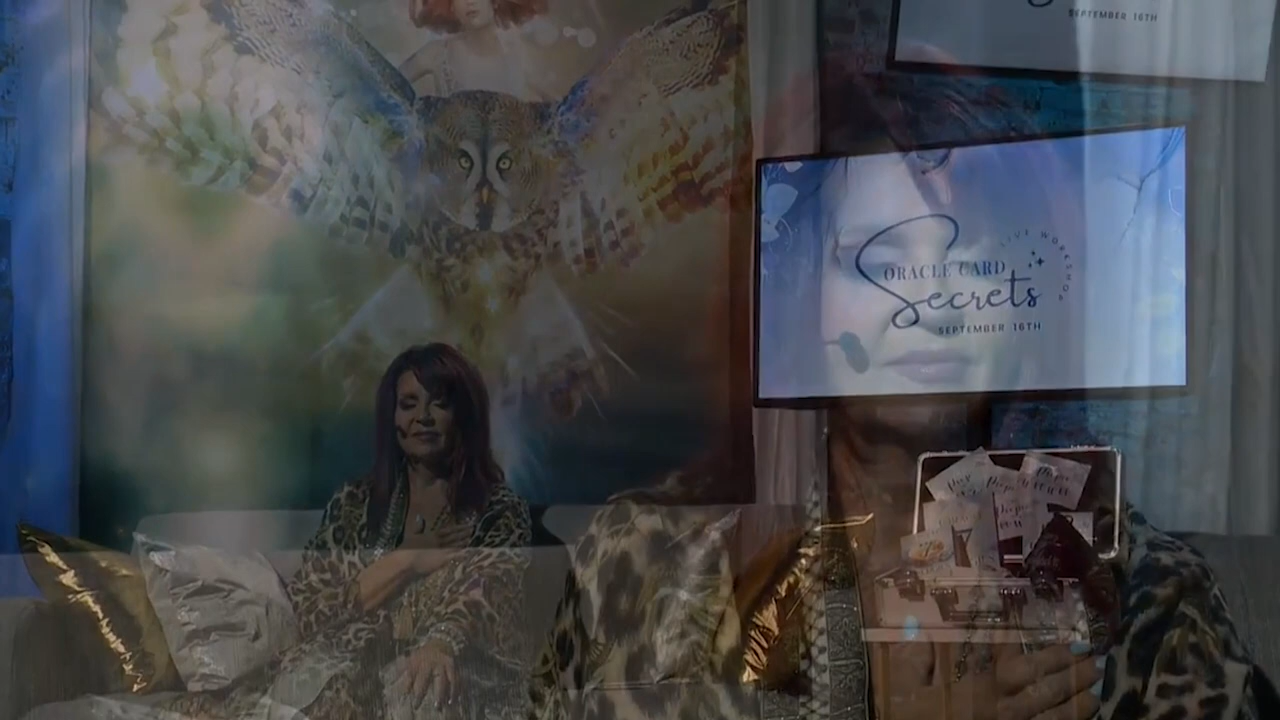 SEPTEMBER 16TH
LIVE WORKSHOP
ORACLE CARD
Secrets
SEPTEMBER 16TH